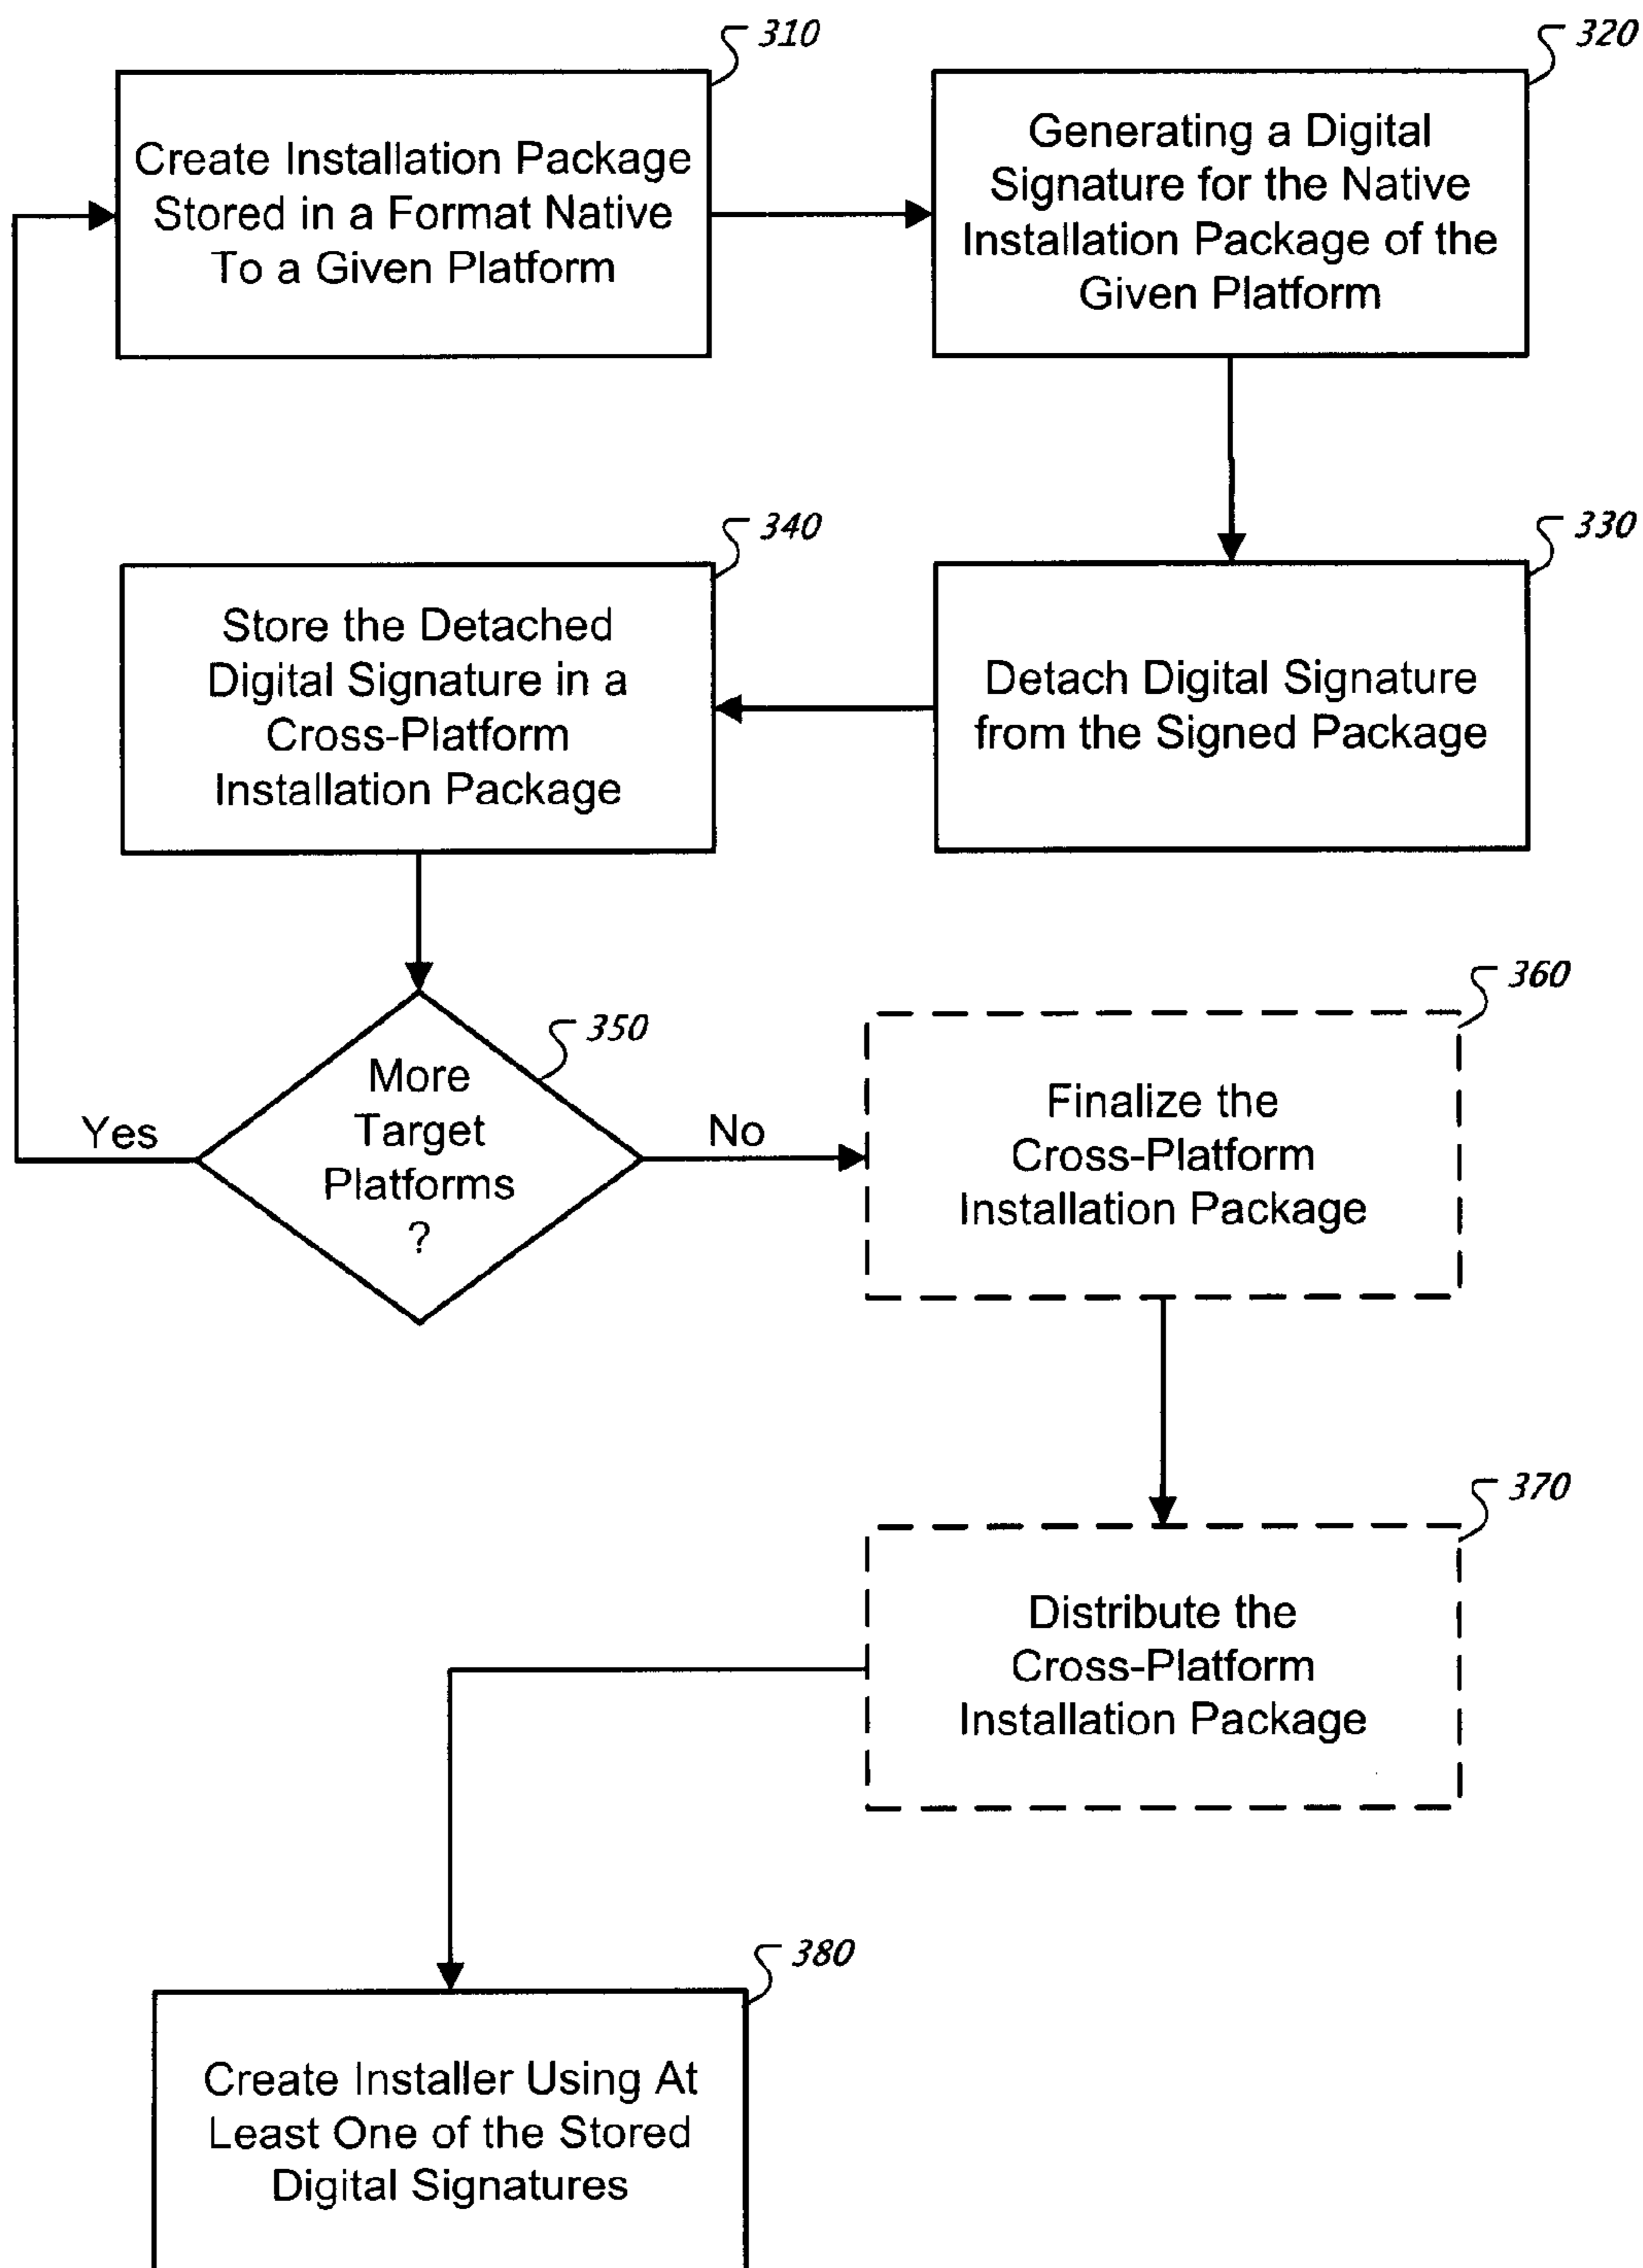 310
Create Installation Package
Stored in a Format Native
To a Given Platform
320
Generating a Digital
Signature for the Native
Installation Package of the
Given Platform
330
Detach Digital Signature
from the Signed Package
340
Store the Detached
Digital Signature in a
Cross-Platform
Installation Package
350
More
Target
Platforms
?
Yes
No
360
Finalize the
Cross-Platform
Installation Package
370
Distribute the
Cross-Platform
Installation Package
380
Create Installer Using At
Least One of the Stored
Digital Signatures